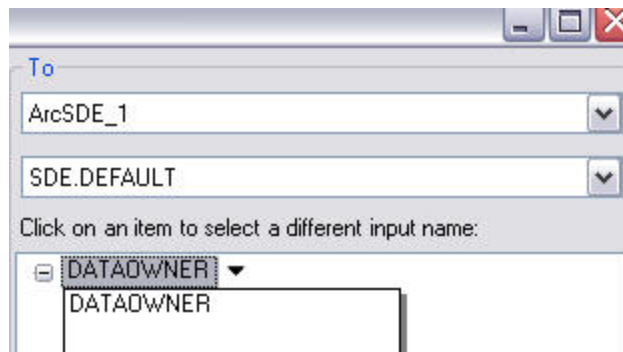 To
ArcSDE_1
SDE.DEFAULT
Click on an item to select a different input name:
DATAOWNER
DATAOWNER